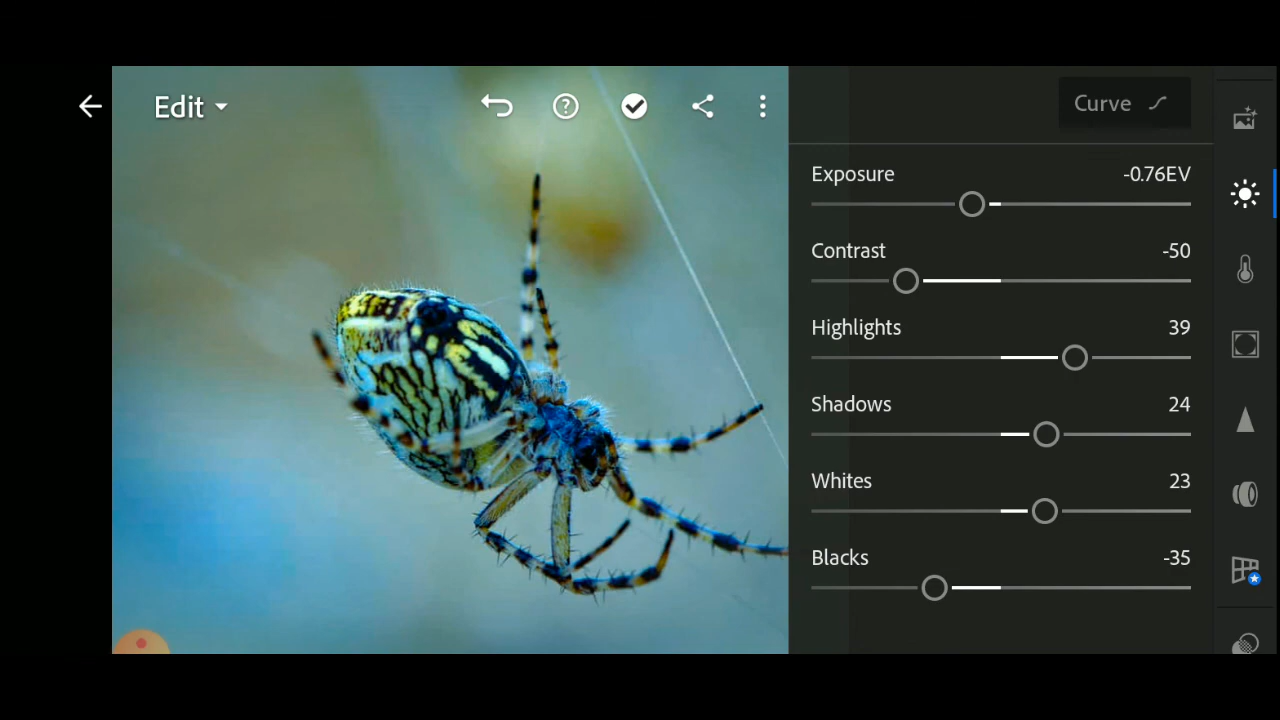 Edit
Curve
Exposure -0.76EV
Contrast -50
Highlights 39
Shadows 24
Whites 23
Blacks -35